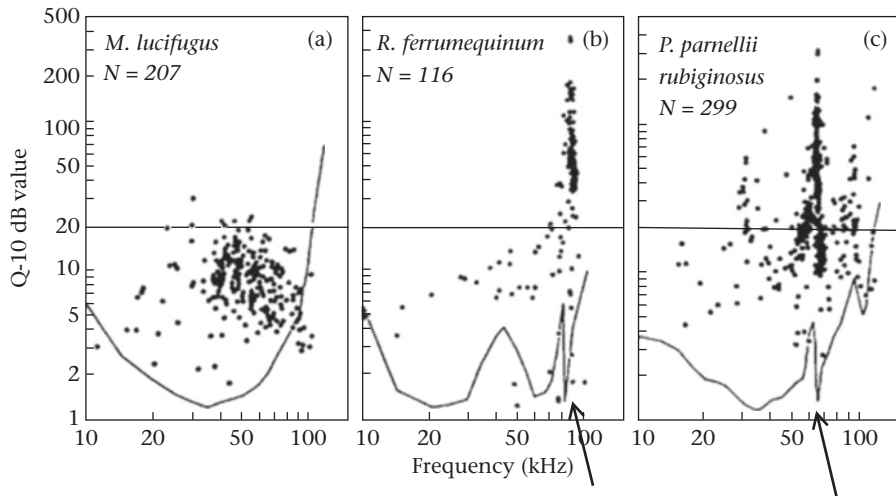 500
200
100
50
20
10
5
2
1
Q-10 dB value
M. lucifugus
N = 207
(a)
R. ferrumequinum
N = 116
(b)
P. parnellii
rubiginosus
N = 299
(c)
10 20 50 100
10 20 50 100
10 20 50 100
Frequency (kHz)